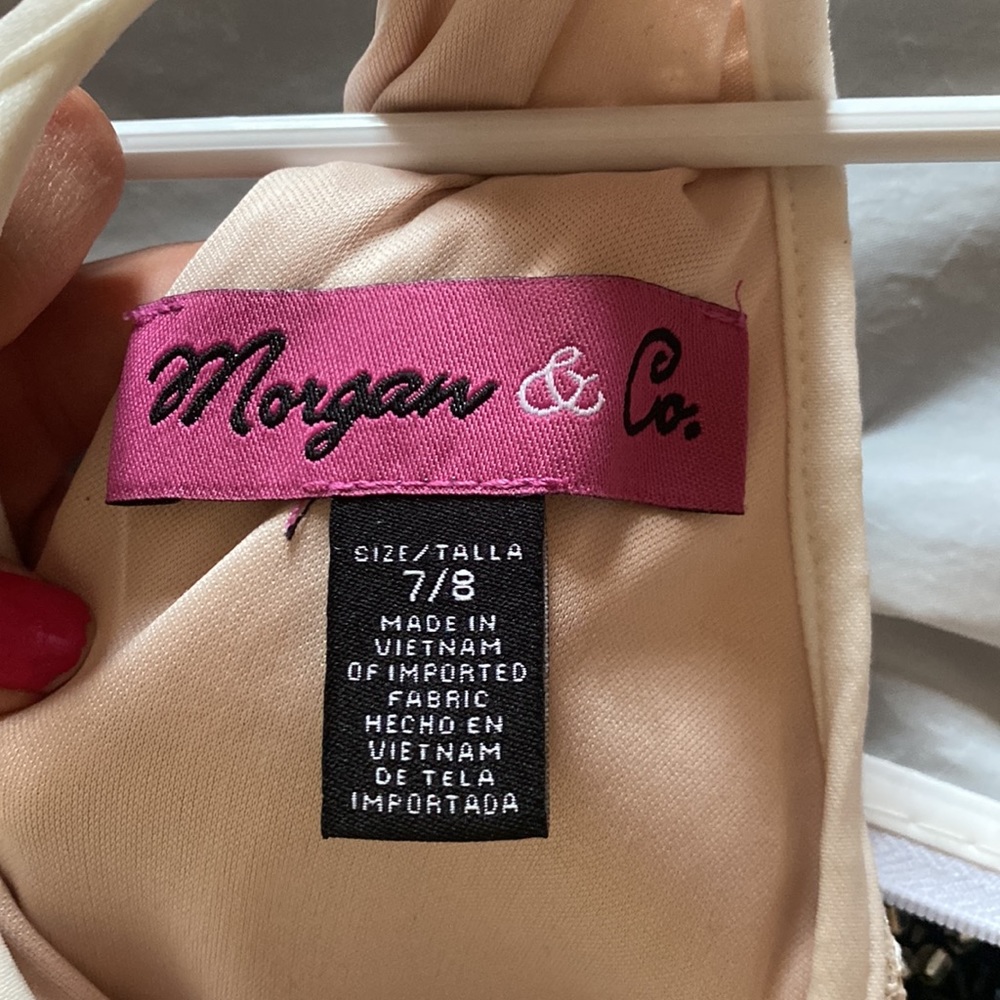 Morgan & Co.
SIZE/TALLA
7/8
MADE IN
VIETNAM
OF IMPORTED
FABRIC
HECHO EN
VIETNAM
DE TELA
IMPORTADA